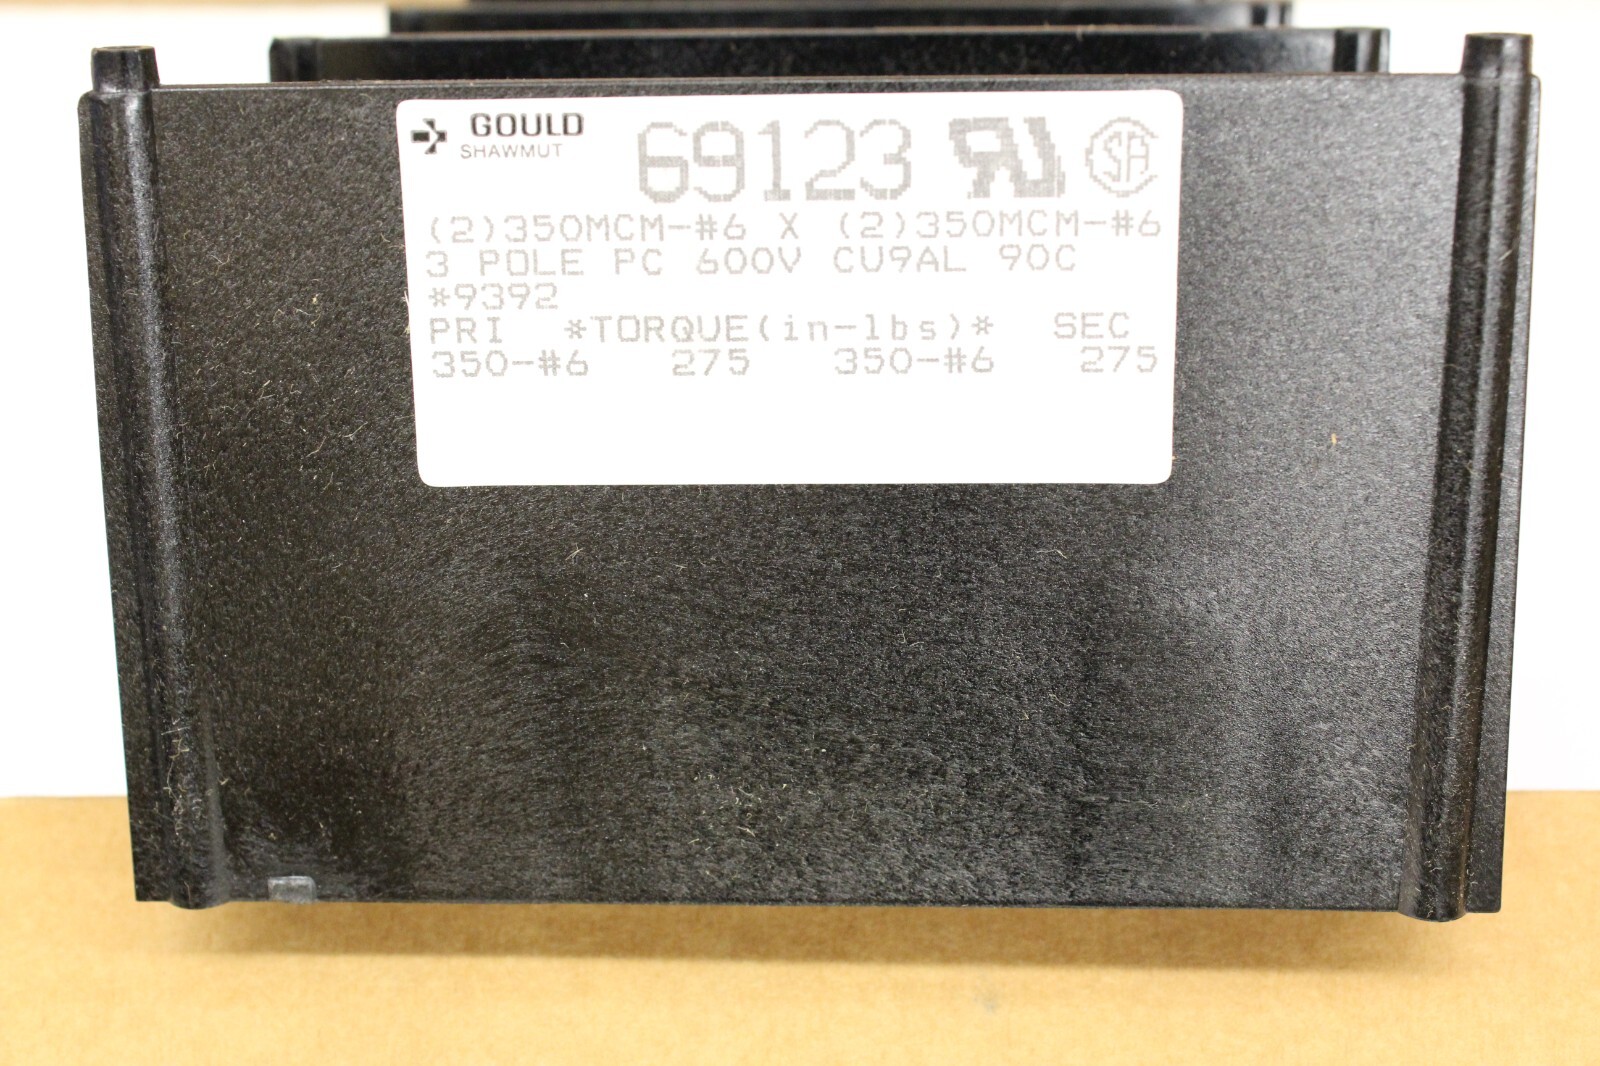 GOULD
SHAWMUT
69123
(2)350MCM-#6 X (2)350MCM-#6
3 POLE PC 600V CU9AL 90C
*9392
PRI *TORQUE(in-lbs)* SEC
350-#6 275 350-#6 275